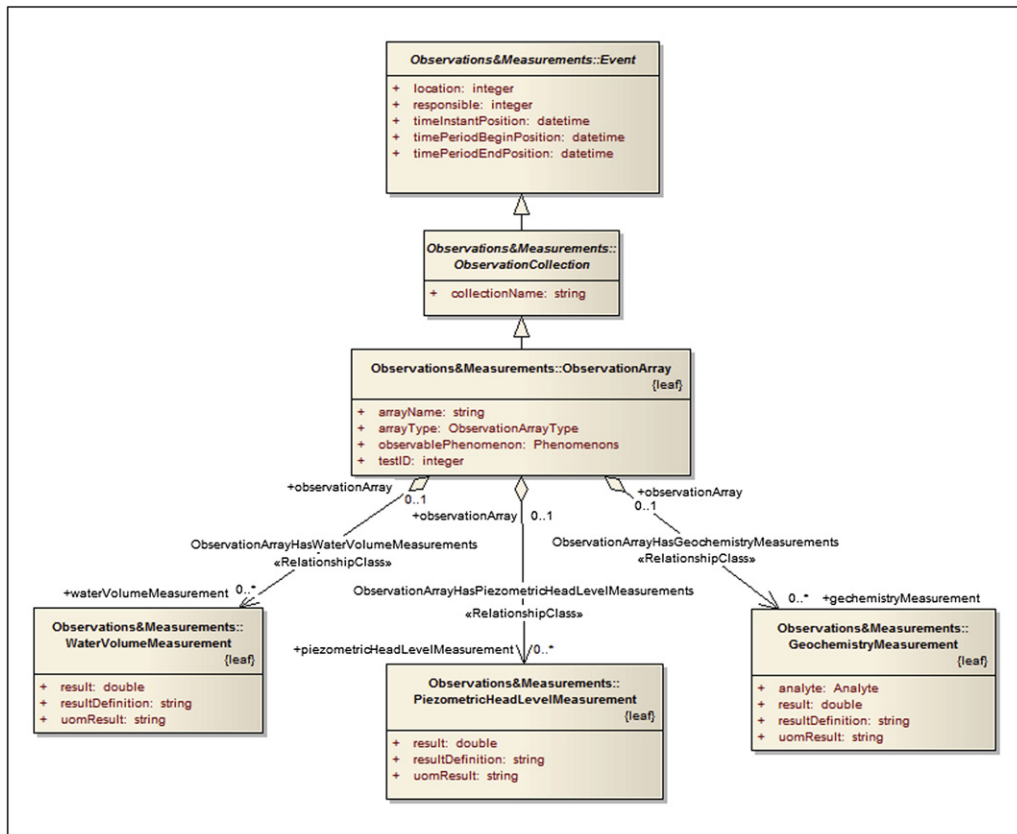 Observations&Measurements::Event
+ location: integer
+ responsible: integer
+ timeInstantPosition: datetime
+ timePeriodBeginPosition: datetime
+ timePeriodEndPosition: datetime
Observations&Measurements::
ObservationCollection
+ collectionName: string
Observations&Measurements::ObservationArray
{leaf}
+ arrayName: string
+ arrayType: ObservationArrayType
+ observablePhenomenon: Phenomenons
+ testID: integer
+observationArray
0..1
ObservationArrayHasWaterVolumeMeasurements
«RelationshipClass»
+waterVolumeMeasurement
0..*
+observationArray
0..1
ObservationArrayHasPiezometricHeadLevelMeasurements
«RelationshipClass»
+piezometricHeadLevelMeasurement
0..*
+observationArray
0..1
ObservationArrayHasGeochemistryMeasurements
«RelationshipClass»
0..*
+gechemistryMeasurement
Observations&Measurements::
WaterVolumeMeasurement
{leaf}
+ result: double
+ resultDefinition: string
+ uomResult: string
Observations&Measurements::
PiezometricHeadLevelMeasurement
{leaf}
+ result: double
+ resultDefinition: string
+ uomResult: string
Observations&Measurements::
GeochemistryMeasurement
{leaf}
+ analyte: Analyte
+ result: double
+ resultDefinition: string
+ uomResult: string